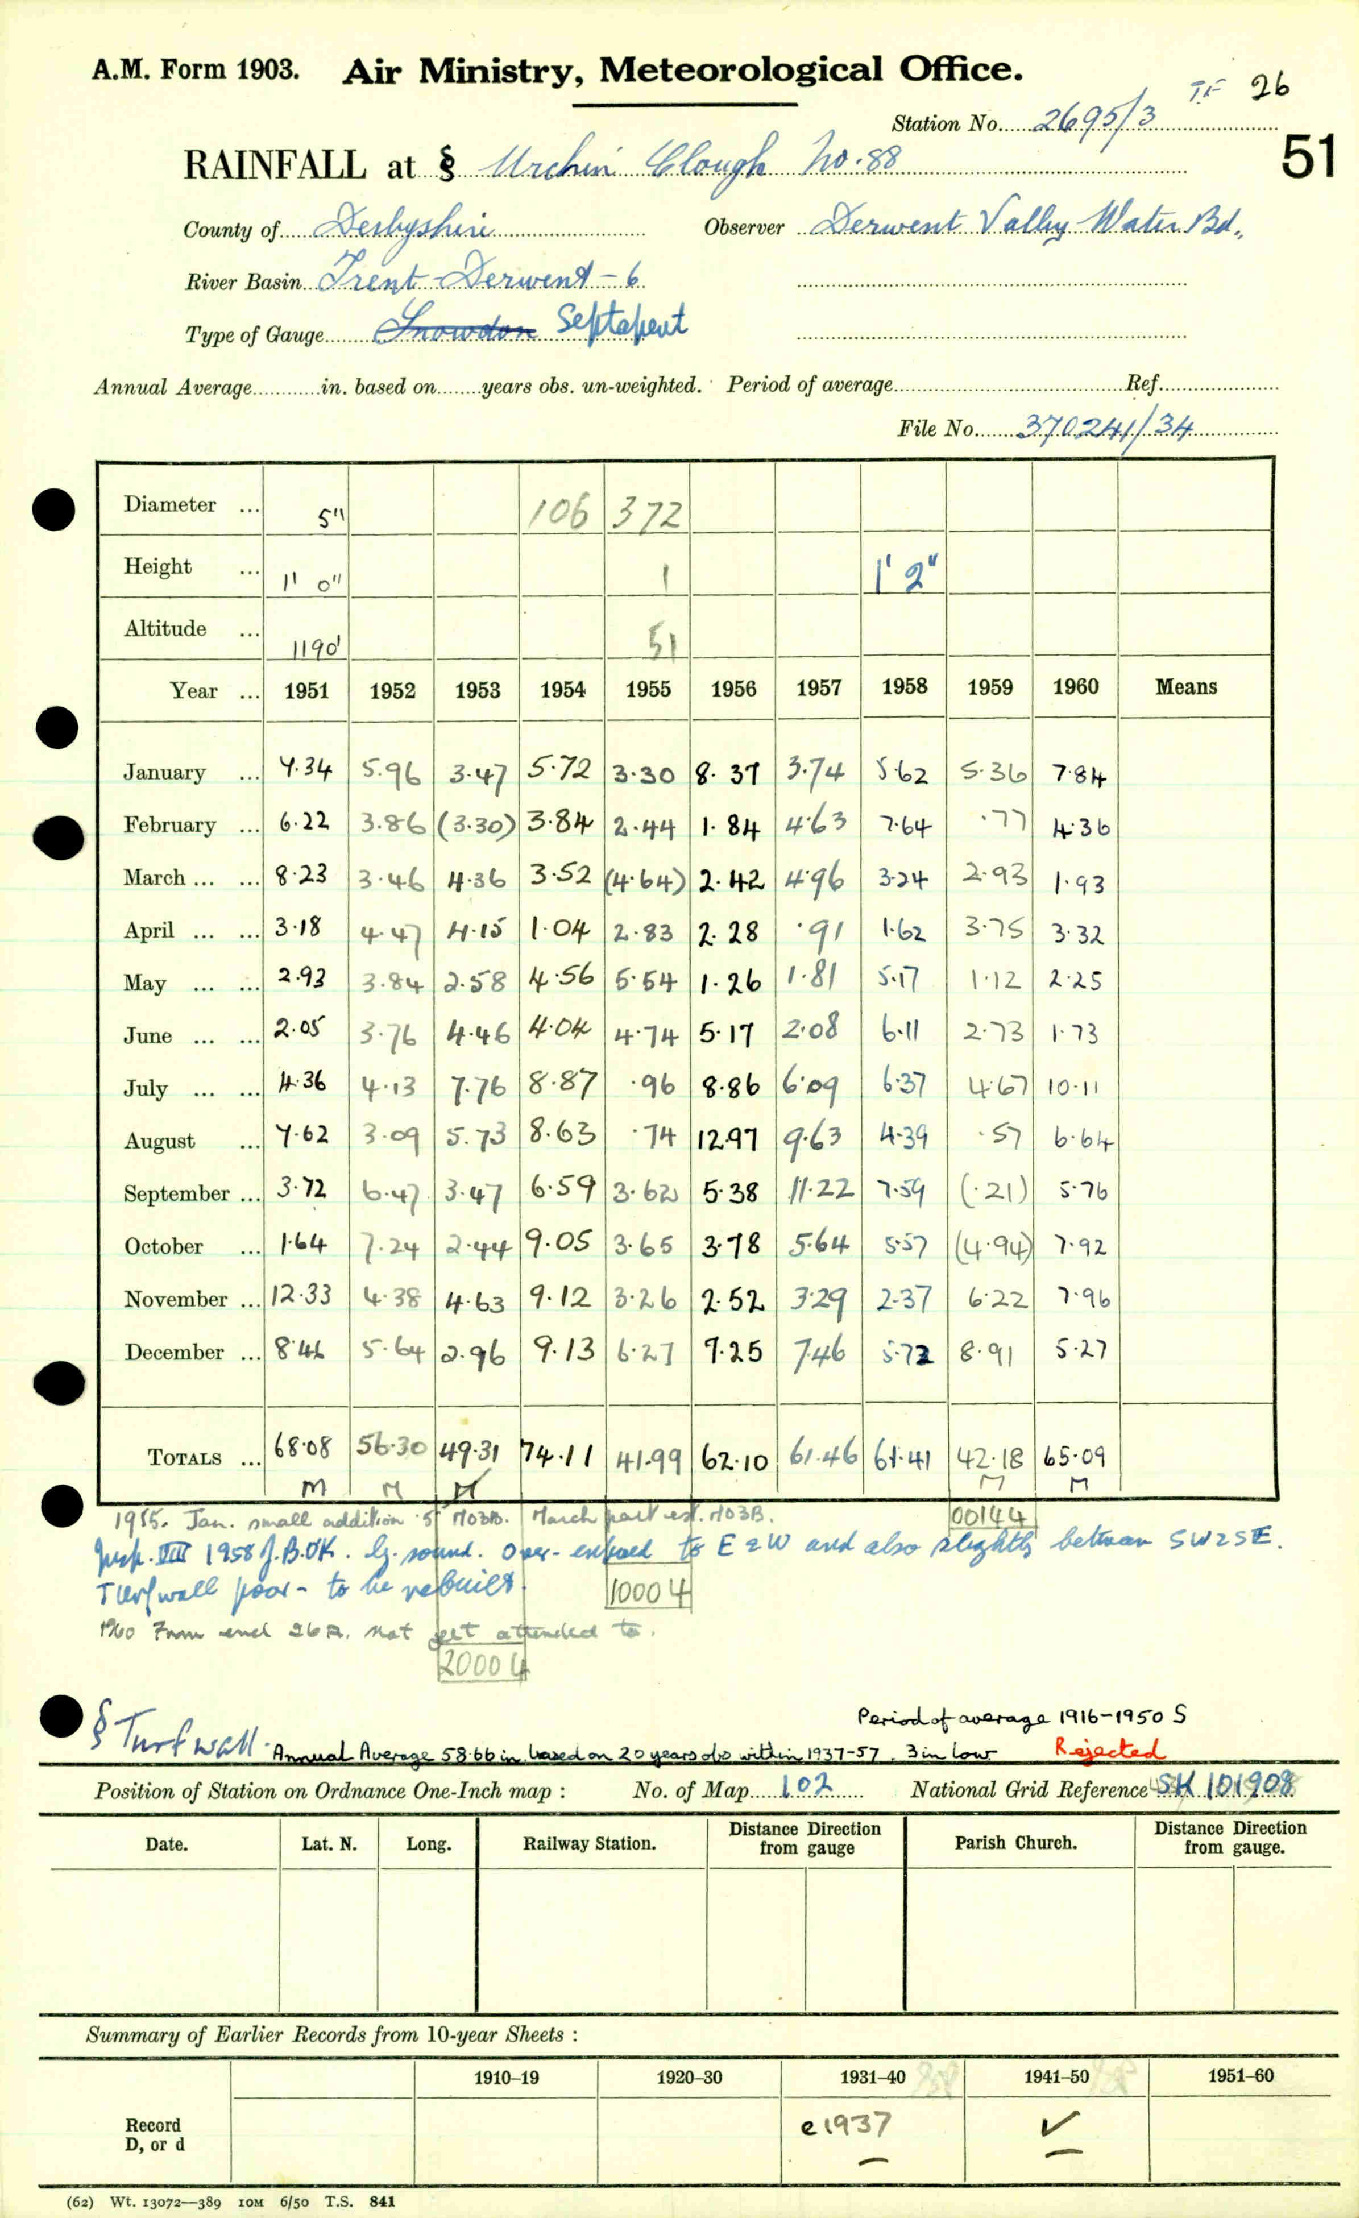 A.M. Form 1903. Air Ministry, Meteorological Office.
26
Station No. 2695/3
51
RAINFALL at § Urchin Clough No. 88
County of Derbyshire Observer Derwent Valley Water Bd.
River Basin Trent-Derwent-6
Type of Gauge Snowdon Septapent
Annual Average in. based on years obs. un-weighted. Period of average Ref.
File No. 370241/34
Diameter ... 5" 106 372
Height ... 1' 0" 1 1' 2"
Altitude ... 1190' 51
Year ... 1951 1952 1953 1954 1955 1956 1957 1958 1959 1960 Means
January ... 7.34 5.96 3.47 5.72 3.30 8.37 3.74 5.62 5.36 7.84
February ... 6.22 3.86 (3.30) 3.84 2.44 1.84 4.63 7.64 .77 4.36
March ... ... 8.23 3.46 4.36 3.52 (4.64) 2.42 4.96 3.24 2.93 1.93
April ... ... 3.18 4.47 4.15 1.04 2.83 2.28 .91 1.62 3.75 3.32
May ... ... 2.93 3.84 2.58 4.56 5.54 1.26 1.81 5.17 1.12 2.25
June ... ... 2.05 3.76 4.46 4.04 4.74 5.17 2.08 6.11 2.73 1.73
July ... ... 4.36 4.13 7.76 8.87 .96 8.86 6.09 6.37 4.67 10.11
August ... 7.62 3.09 5.73 8.63 .74 12.97 9.63 4.39 .57 6.64
September ... 3.72 6.47 3.47 6.59 3.62 5.38 11.22 7.59 (.21) 5.76
October ... 1.64 7.24 2.44 9.05 3.65 3.78 5.64 5.57 (4.94) 7.92
November ... 12.33 4.38 4.63 9.12 3.26 2.52 3.29 2.37 6.22 7.96
December ... 8.46 5.64 2.96 9.13 6.27 7.25 7.46 5.72 8.91 5.27
TOTALS ... 68.08 56.30 49.31 74.11 41.99 62.10 61.46 61.41 42.18 65.09
M M M M M
1955. Jan. small addition by M03B. March part est. M03B. 00144
Insp. VIII 1958 J.B. OK. Lg. sound. Over-exposed to E & W and also slightly between SW & SE.
Turf wall poor - to be rebuilt. 10004
1960 From encl 26A. Not yet attended to.
20004
§ Turf wall. Period of average 1916-1950 S
Annual Average 58.66 in based on 20 years obs within 1937-57. 3 in low Rejected
Position of Station on Ordnance One-Inch map : No. of Map 102 National Grid Reference SK 101908
Date. Lat. N. Long. Railway Station. Distance from Direction gauge Parish Church. Distance from Direction gauge.
Summary of Earlier Records from 10-year Sheets :
1910–19 1920–30 1931–40 1941–50 1951–60
Record D, or d e1937 ✓
(62) Wt. 13072—389 10M 6/50 T.S. 841